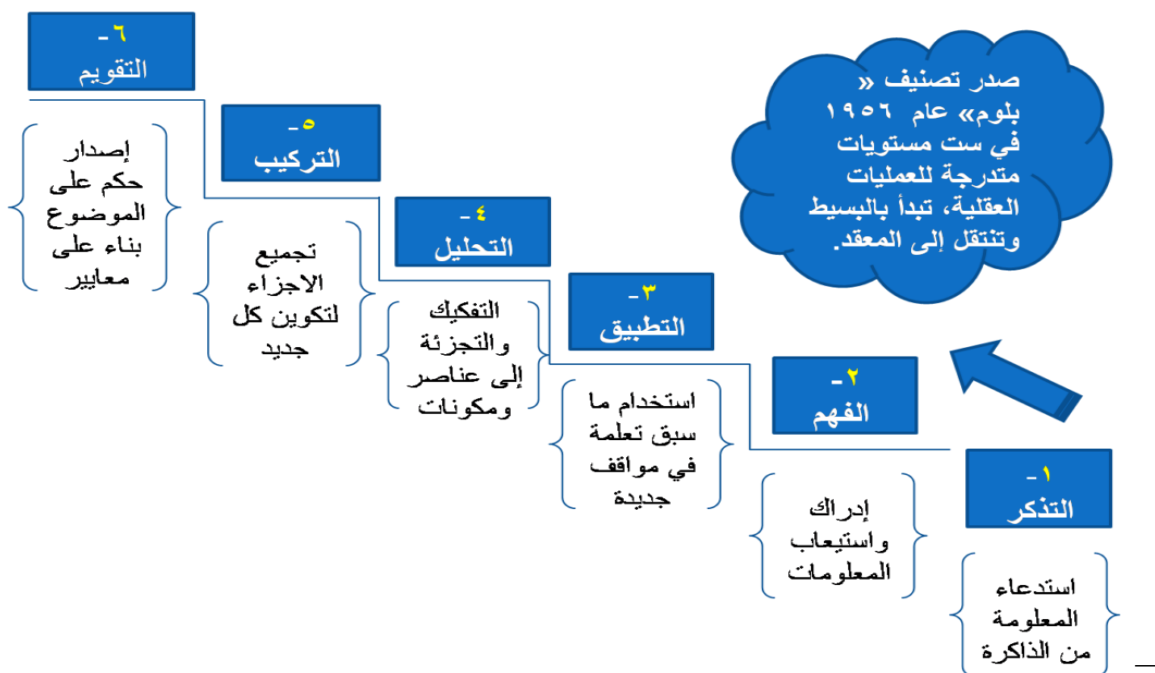 صدر تصنيف «
بلوم» عام ١٩٥٦
في ست مستويات
متدرجة للعمليات
العقلية، تبدأ بالبسيط
وتنتقل إلى المعقد.
١-
التذكر
استدعاء
المعلومة
من الذاكرة
٢-
الفهم
إدراك
واستيعاب
المعلومات
٣-
التطبيق
استخدام ما
سبق تعلمة
في مواقف
جديدة
٤-
التحليل
التفكيك
والتجزئة
إلى عناصر
ومكونات
٥-
التركيب
تجميع
الاجزاء
لتكوين كل
جديد
٦-
التقويم
إصدار
حكم على
الموضوع
بناء على
معايير